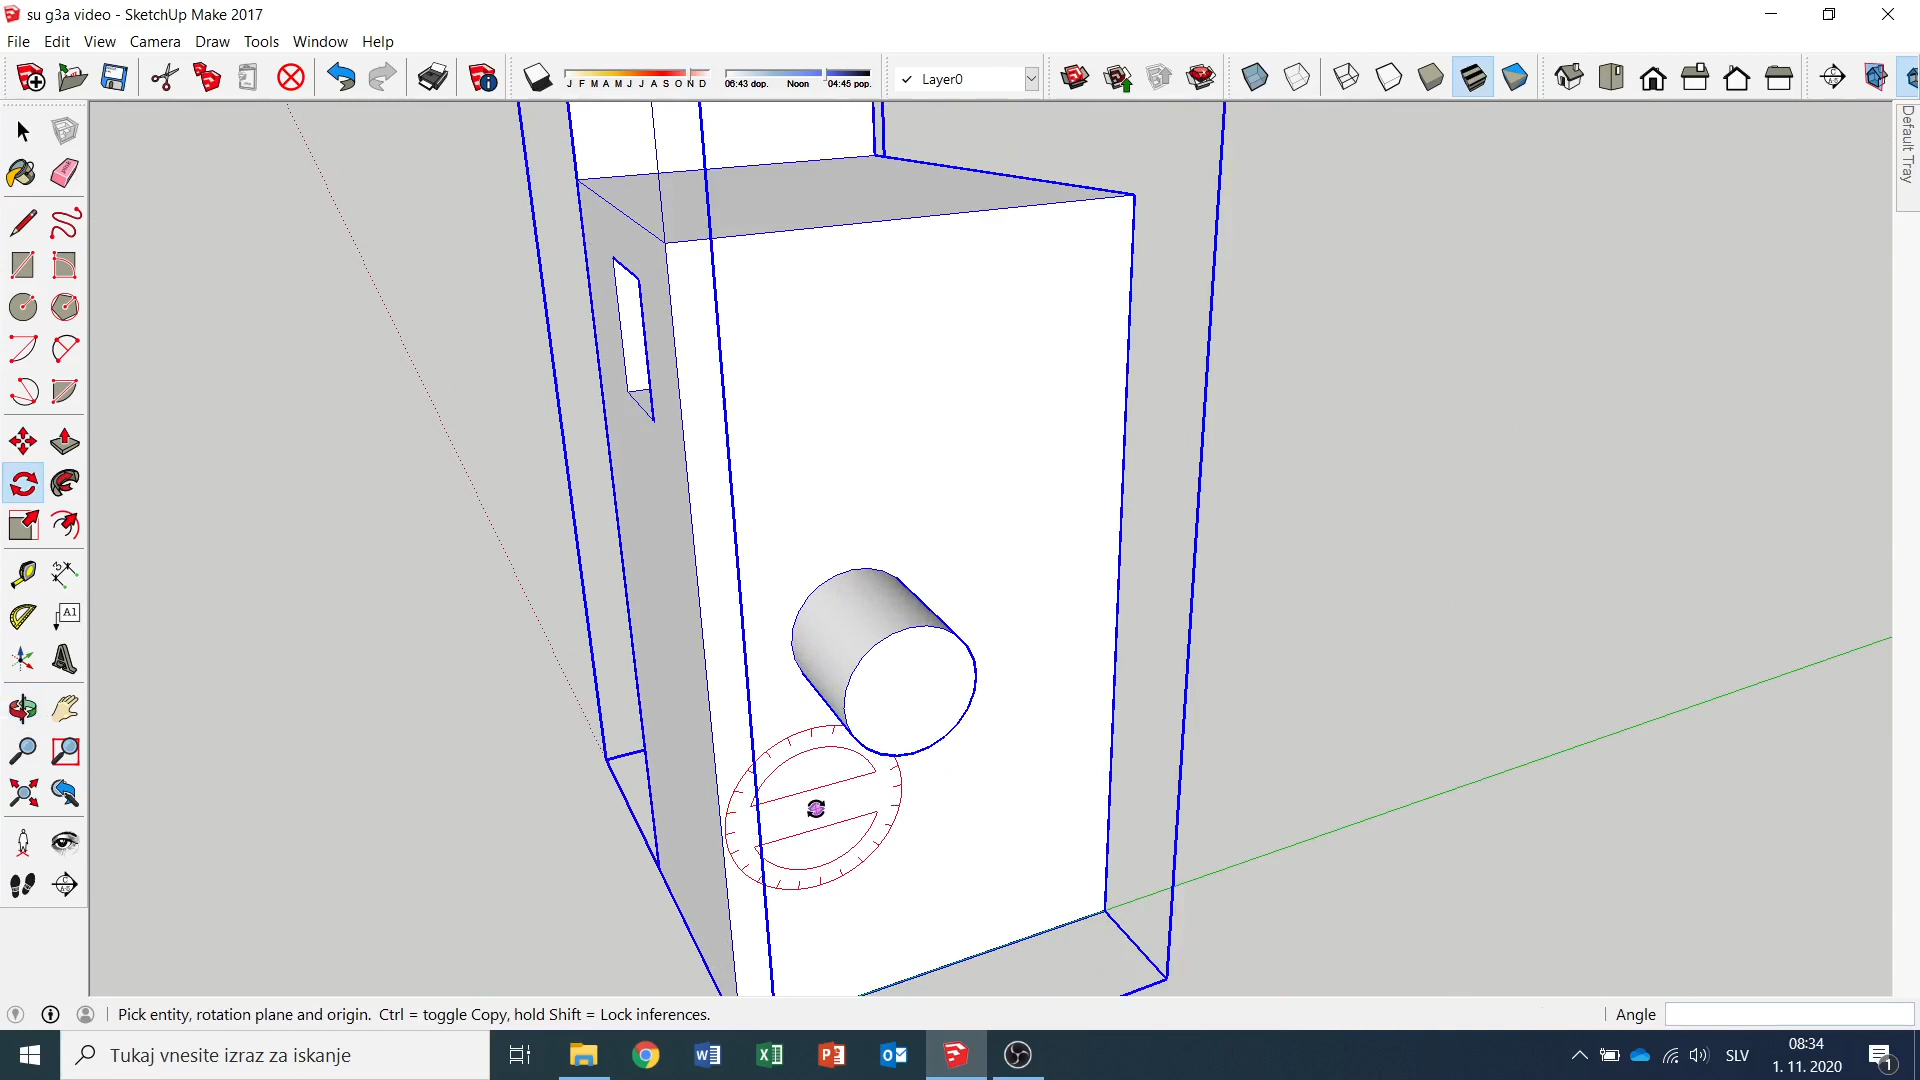 su g3a video - SketchUp Make 2017
File Edit View Camera Draw Tools Window Help
J F M A M J J A S O N D
06:43 dop. Noon 04:45 pop.
Layer0
Default Tray
A1
Pick entity, rotation plane and origin. Ctrl = toggle Copy, hold Shift = Lock inferences.
Angle
Tukaj vnesite izraz za iskanje
SLV
08:34
1. 11. 2020
1